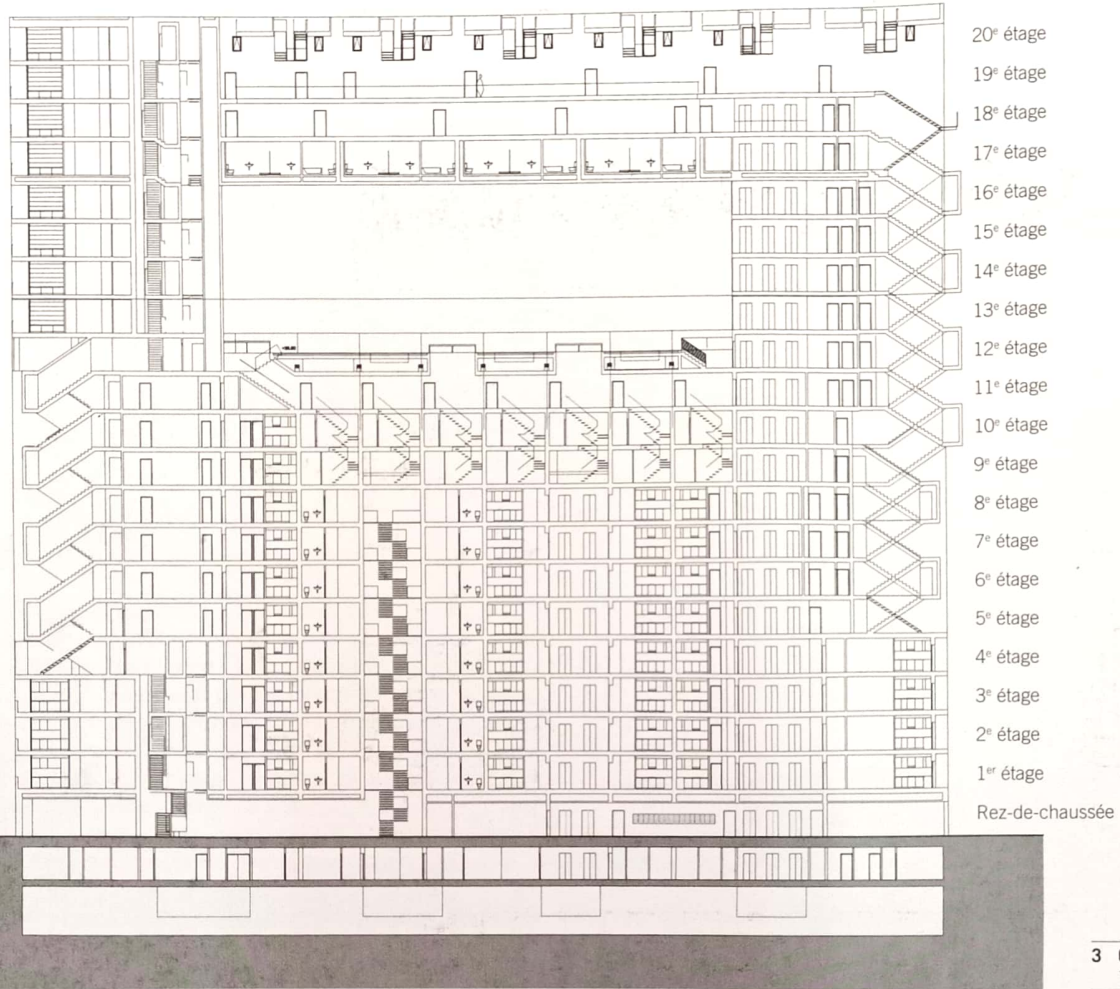 20e étage
19e étage
18e étage
17e étage
16e étage
15e étage
14e étage
13e étage
12e étage
11e étage
10e étage
9e étage
8e étage
7e étage
6e étage
5e étage
4e étage
3e étage
2e étage
1er étage
Rez-de-chaussée
3